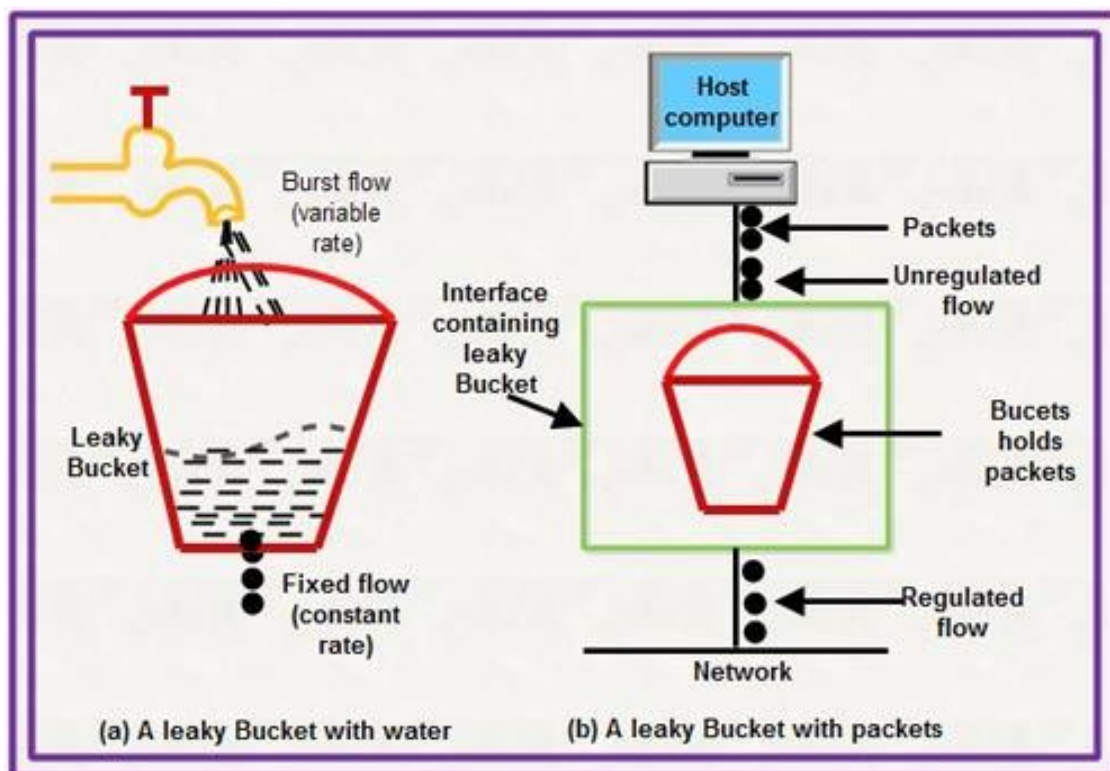 Burst flow
(variable
rate)
Leaky
Bucket
Fixed flow
(constant
rate)
(a) A leaky Bucket with water
Host
computer
Packets
Unregulated
flow
Interface
containing
leaky
Bucket
Bucets
holds
packets
Regulated
flow
Network
(b) A leaky Bucket with packets